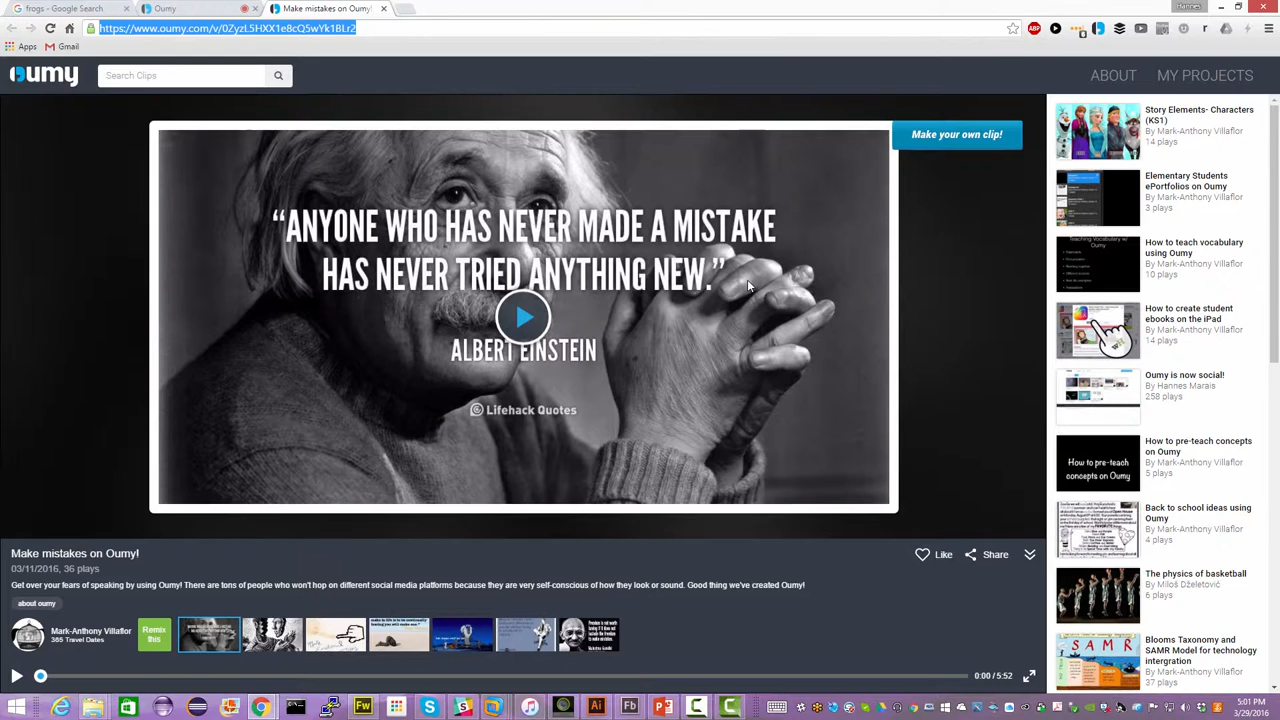 frogs - Google Search
Oumy
Make mistakes on Oumy!
Hannes
https://www.oumy.com/v/0ZyzL5HXX1e8cQ5wYk1BLr2
Apps
Gmail
oumy
Search Clips
ABOUT
MY PROJECTS
Make your own clip!
“ANYONE WHO HAS NEVER MADE A MISTAKE
HAS NEVER TRIED ANYTHING NEW.”
ALBERT EINSTEIN
Lifehack Quotes
Story Elements- Characters
(KS1)
By Mark-Anthony Villaflor
14 plays
Elementary Students
ePortfolios on Oumy
By Mark-Anthony Villaflor
3 plays
Teaching Vocabulary w/
Oumy
How to teach vocabulary
using Oumy
By Mark-Anthony Villaflor
10 plays
How to create student
ebooks on the iPad
By Mark-Anthony Villaflor
14 plays
Oumy is now social!
By Hannes Marais
258 plays
How to pre-teach
concepts on Oumy
How to pre-teach concepts
on Oumy
By Mark-Anthony Villaflor
5 plays
Back to school ideas using
Oumy
By Mark-Anthony Villaflor
4 plays
The physics of basketball
By Miloš Dželetović
6 plays
SAMR
Blooms Taxonomy and
SAMR Model for technology
intergration
By Mark-Anthony Villaflor
37 plays
Make mistakes on Oumy!
03/11/2016, 36 plays
Like
Share
Get over your fears of speaking by using Oumy! There are tons of people who won't hop on different social media platforms because they are very self-conscious of how they look or sound. Good thing we've created Oumy!
about oumy
Mark-Anthony Villaflor
365 Travel Dates
Remix
this
0:00 / 5:52
5:01 PM
3/29/2016